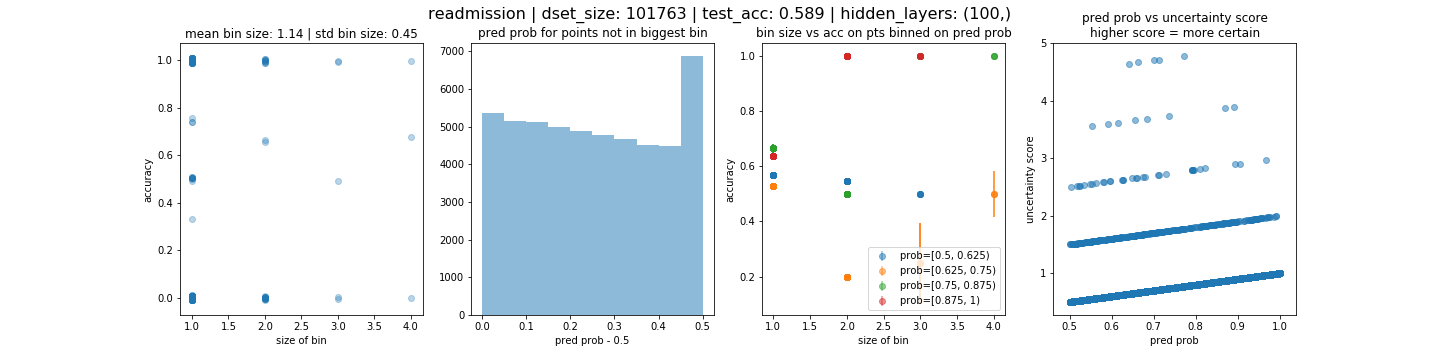 readmission | dset_size: 101763 | test_acc: 0.589 | hidden_layers: (100,)
mean bin size: 1.14 | std bin size: 0.45
1.0
0.8
0.6
0.4
0.2
0.0
accuracy
1.0
1.5
2.0
2.5
3.0
3.5
4.0
size of bin
pred prob for points not in biggest bin
7000
6000
5000
4000
3000
2000
1000
0
0.0
0.1
0.2
0.3
0.4
0.5
pred prob - 0.5
bin size vs acc on pts binned on pred prob
1.0
0.8
0.6
0.4
0.2
accuracy
prob=[0.5, 0.625)
prob=[0.625, 0.75)
prob=[0.75, 0.875)
prob=[0.875, 1)
1.0
1.5
2.0
2.5
3.0
3.5
4.0
size of bin
pred prob vs uncertainty score
higher score = more certain
5
4
3
2
1
uncertainty score
0.5
0.6
0.7
0.8
0.9
1.0
pred prob